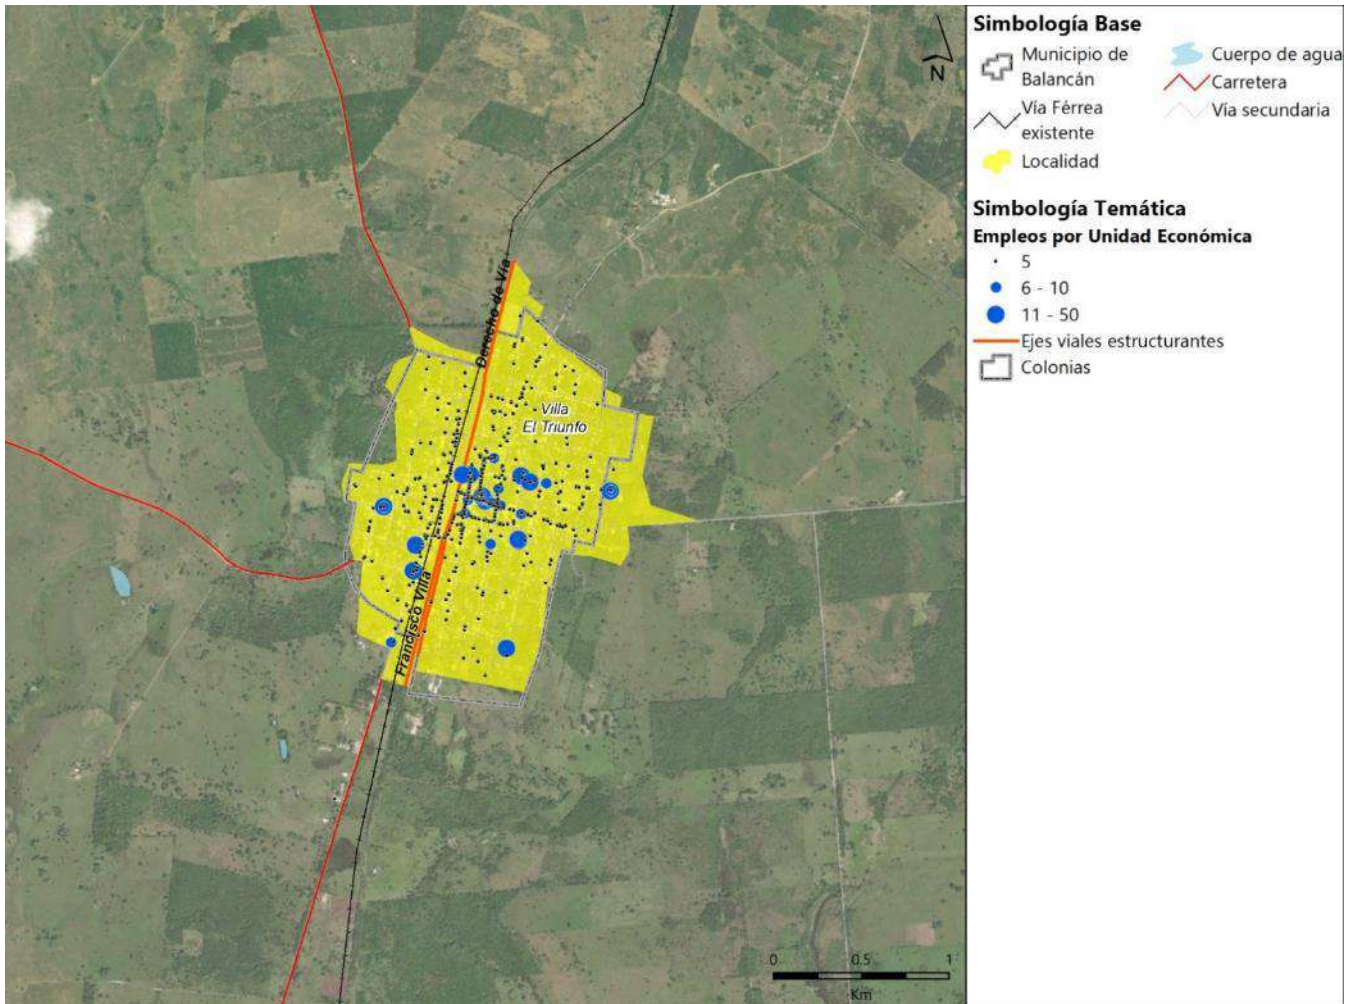 N
Derecho de Vía
Villa
El Triunfo
Francisco Villa
0 0.5 1
Km
Simbología Base
Municipio de
Balancán
Vía Férrea
existente
Localidad
Cuerpo de agua
Carretera
Vía secundaria
Simbología Temática
Empleos por Unidad Económica
5
6 - 10
11 - 50
Ejes viales estructurantes
Colonias